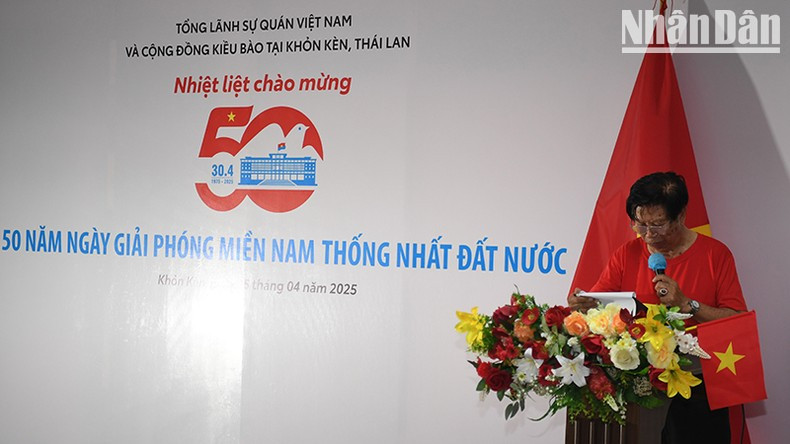 Nhân Dân
TỔNG LÃNH SỰ QUÁN VIỆT NAM
VÀ CỘNG ĐỒNG KIỀU BÀO TẠI KHỎN KÈN, THÁI LAN
Nhiệt liệt chào mừng
50
30.4
1975 - 2025
50 NĂM NGÀY GIẢI PHÓNG MIỀN NAM THỐNG NHẤT ĐẤT NƯỚC
Khỏn tháng 04 năm 2025